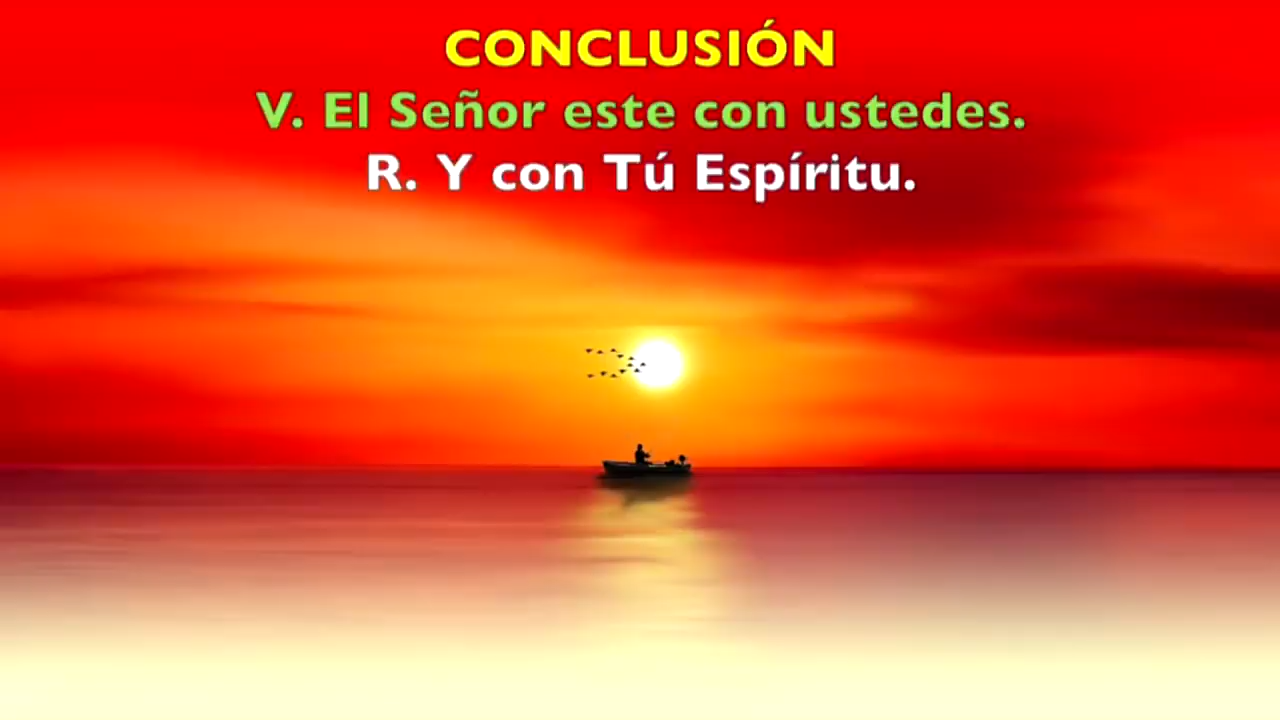 CONCLUSIÓN
V. El Señor este con ustedes.
R. Y con Tú Espíritu.